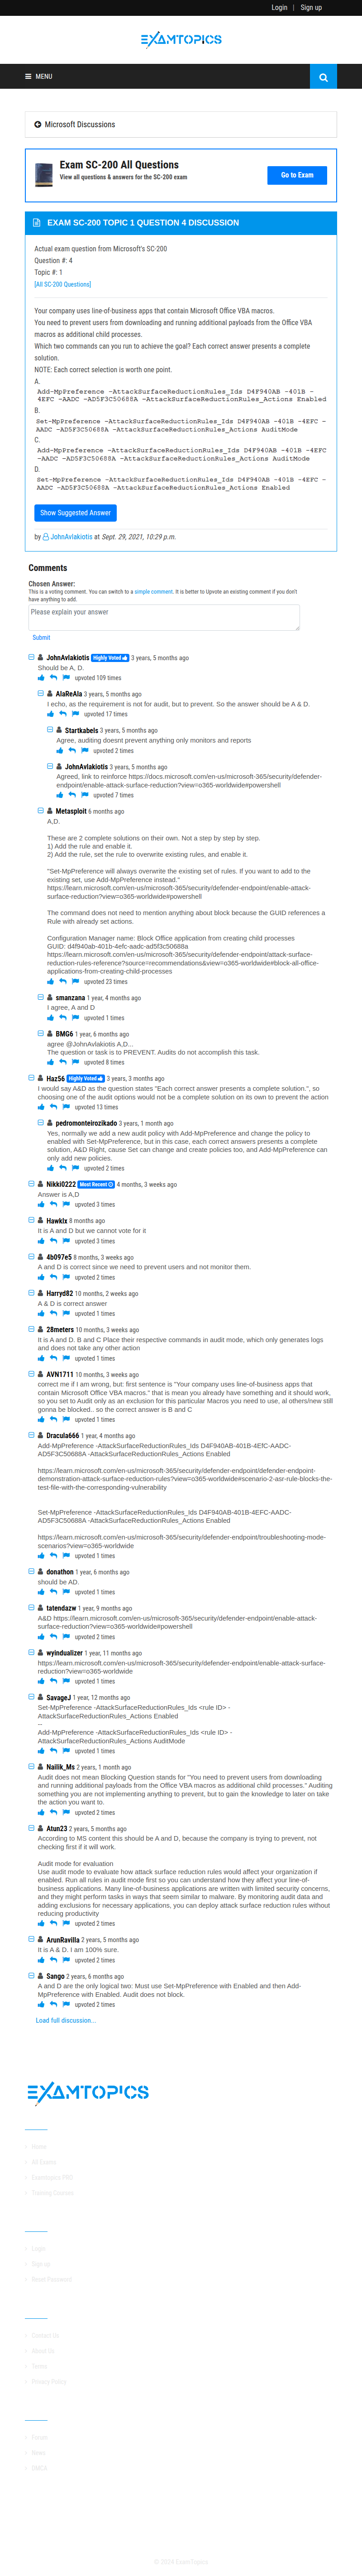 Login | Sign up
EXAMTOPICS
MENU
Microsoft Discussions
Exam SC-200 All Questions
View all questions & answers for the SC-200 exam
Go to Exam
EXAM SC-200 TOPIC 1 QUESTION 4 DISCUSSION
Actual exam question from Microsoft's SC-200
Question #: 4
Topic #: 1
[All SC-200 Questions]
Your company uses line-of-business apps that contain Microsoft Office VBA macros.
You need to prevent users from downloading and running additional payloads from the Office VBA
macros as additional child processes.
Which two commands can you run to achieve the goal? Each correct answer presents a complete
solution.
NOTE: Each correct selection is worth one point.
A.
Add-MpPreference -AttackSurfaceReductionRules_Ids D4F940AB -401B -
4EFC -AADC -AD5F3C50688A -AttackSurfaceReductionRules_Actions Enabled
B.
Set-MpPreference -AttackSurfaceReductionRules_Ids D4F940AB -401B -4EFC -
AADC -AD5F3C50688A -AttackSurfaceReductionRules_Actions AuditMode
C.
Add-MpPreference -AttackSurfaceReductionRules_Ids D4F940AB -401B -4EFC
-AADC -AD5F3C50688A -AttackSurfaceReductionRules_Actions AuditMode
D.
Set-MpPreference -AttackSurfaceReductionRules_Ids D4F940AB -401B -4EFC -
AADC -AD5F3C50688A -AttackSurfaceReductionRules_Actions Enabled
Show Suggested Answer
by JohnAvlakiotis at Sept. 29, 2021, 10:29 p.m.
Comments
Chosen Answer:
This is a voting comment. You can switch to a simple comment. It is better to Upvote an existing comment if you don't
have anything to add.
Please explain your answer
Submit
JohnAvlakiotis Highly Voted 3 years, 5 months ago
Should be A, D.
upvoted 109 times
AlaReAla 3 years, 5 months ago
I echo, as the requirement is not for audit, but to prevent. So the answer should be A & D.
upvoted 17 times
Startkabels 3 years, 5 months ago
Agree, auditing doesnt prevent anything only monitors and reports
upvoted 2 times
JohnAvlakiotis 3 years, 5 months ago
Agreed, link to reinforce https://docs.microsoft.com/en-us/microsoft-365/security/defender-
endpoint/enable-attack-surface-reduction?view=o365-worldwide#powershell
upvoted 7 times
Metasploit 6 months ago
A,D.
These are 2 complete solutions on their own. Not a step by step by step.
1) Add the rule and enable it.
2) Add the rule, set the rule to overwrite existing rules, and enable it.
"Set-MpPreference will always overwrite the existing set of rules. If you want to add to the
existing set, use Add-MpPreference instead."
https://learn.microsoft.com/en-us/microsoft-365/security/defender-endpoint/enable-attack-
surface-reduction?view=o365-worldwide#powershell
The command does not need to mention anything about block because the GUID references a
Rule with already set actions.
Configuration Manager name: Block Office application from creating child processes
GUID: d4f940ab-401b-4efc-aadc-ad5f3c50688a
https://learn.microsoft.com/en-us/microsoft-365/security/defender-endpoint/attack-surface-
reduction-rules-reference?source=recommendations&view=o365-worldwide#block-all-office-
applications-from-creating-child-processes
upvoted 23 times
smanzana 1 year, 4 months ago
I agree, A and D
upvoted 1 times
BMG6 1 year, 6 months ago
agree @JohnAvlakiotis A,D...
The question or task is to PREVENT. Audits do not accomplish this task.
upvoted 8 times
Haz56 Highly Voted 3 years, 3 months ago
I would say A&D as the question states "Each correct answer, presents a complete solution.", so
choosing one of the audit options would not be a complete solution on its own to prevent the action
upvoted 13 times
pedromonteirozikado 3 years, 1 month ago
Yes, normally we add a new audit policy with Add-MpPreference and change the policy to
enabled with Set-MpPreference, but in this case, each correct answers presents a complete
solution, A&D. Cause Set can create and change ASR rule policies too, and Add-MpPreference can
only add new policies.
upvoted 2 times
Nikki0222 Most Recent 4 months, 3 weeks ago
Answer is A,D
upvoted 3 times
Hawklx 8 months ago
It is A and D but we cannot vote for it
upvoted 3 times
4b097e5 8 months, 3 weeks ago
A and D is correct since we need to prevent users and not monitor them.
upvoted 2 times
Harryd82 10 months, 2 weeks ago
A & D is correct answer
upvoted 1 times
28meters 10 months, 3 weeks ago
It is A and D. B and C Place their respective commands in audit mode, which only generates logs
and does not take any other action
upvoted 1 times
AVN1711 10 months, 3 weeks ago
correct me if I am wrong, but: first sentence is "Your company uses line-of-business apps that
contain Microsoft Office VBA macros." that is mean you already have something and it should work,
so you set to Audit only as an exclusion for this particular Macros you need to use, all others/new still
gonna be blocked.. so the correct answer is B and C
upvoted 1 times
Dracula666 1 year, 4 months ago
Add-MpPreference -AttackSurfaceReductionRules_Ids D4F940AB-401B-4EfC-AADC-
AD5F3C50688A -AttackSurfaceReductionRules_Actions Enabled
https://learn.microsoft.com/en-us/microsoft-365/security/defender-endpoint/defender-endpoint-
demonstration-attack-surface-reduction-rules?view=o365-worldwide#scenario-2-asr-rule-blocks-the-
test-file-with-the-corresponding-vulnerability
Set-MpPreference -AttackSurfaceReductionRules_Ids D4F940AB-401B-4EFC-AADC-
AD5F3C50688A -AttackSurfaceReductionRules_Actions Enabled
https://learn.microsoft.com/en-us/microsoft-365/security/defender-endpoint/troubleshooting-mode-
scenarios?view=o365-worldwide
upvoted 1 times
donathon 1 year, 6 months ago
should be AD.
upvoted 1 times
tatendazw 1 year, 9 months ago
A&D https://learn.microsoft.com/en-us/microsoft-365/security/defender-endpoint/enable-attack-
surface-reduction?view=o365-worldwide#powershell
upvoted 2 times
wyindualizer 1 year, 11 months ago
https://learn.microsoft.com/en-us/microsoft-365/security/defender-endpoint/enable-attack-surface-
reduction?view=o365-worldwide
upvoted 1 times
SavageJ 1 year, 12 months ago
Set-MpPreference -AttackSurfaceReductionRules_Ids <rule ID> -
AttackSurfaceReductionRules_Actions Enabled
--
Add-MpPreference -AttackSurfaceReductionRules_Ids <rule ID> -
AttackSurfaceReductionRules_Actions AuditMode
upvoted 1 times
Nailik_Ms 2 years, 1 month ago
Audit does not mean Blocking Question stands for "You need to prevent users from downloading
and running additional payloads from the Office VBA macros as additional child processes." Auditing
something you are not implementing anything to prevent, but to gain the knowledge to later on take
the action you want to.
upvoted 2 times
Atun23 2 years, 5 months ago
According to MS content this should be A and D, because the company is trying to prevent, not
checking first if it will work.
Audit mode for evaluation
Use audit mode to evaluate how attack surface reduction rules would affect your organization if
enabled. Run all rules in audit mode first so you can understand how they affect your line-of-
business applications. Many line-of-business applications are written with limited security concerns,
and they might perform tasks in ways that seem similar to malware. By monitoring audit data and
adding exclusions for necessary applications, you can deploy attack surface reduction rules without
reducing productivity
upvoted 2 times
ArunRavilla 2 years, 5 months ago
It is A & D. I am 100% sure.
upvoted 2 times
Sango 2 years, 6 months ago
A and D are the only logical two: Must use Set-MpPreference with Enabled and then Add-
MpPreference with Enabled. Audit does not block.
upvoted 2 times
Load full discussion...
EXAMTOPICS
Home
All Exams
Examtopics PRO
Training Courses
Login
Sign up
Reset Password
Contact Us
About Us
Terms
Privacy Policy
Forum
News
DMCA
© 2024 ExamTopics